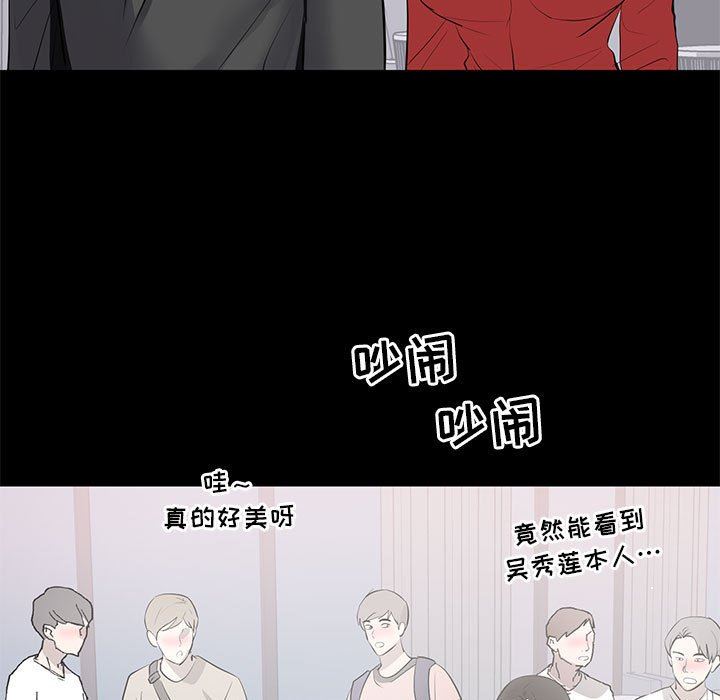 吵闹
吵闹
哇~
真的好美呀
竟然能看到
吴秀莲本人…